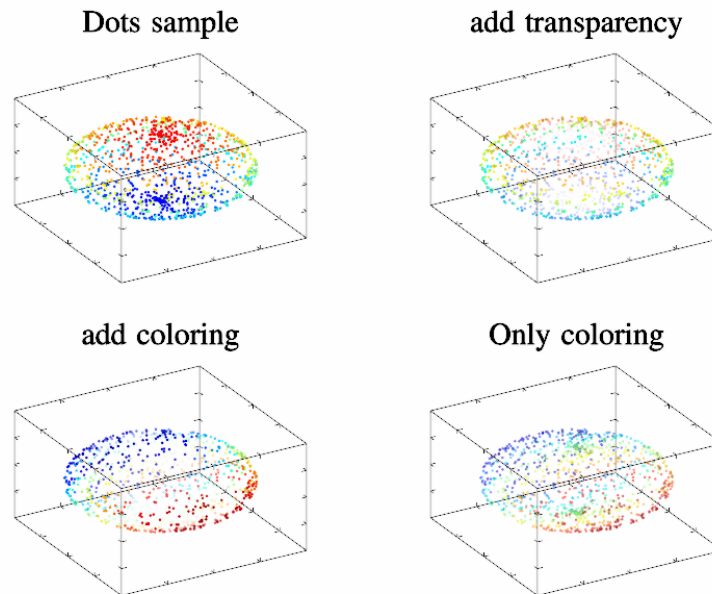 Dots sample
add transparency
add coloring
Only coloring